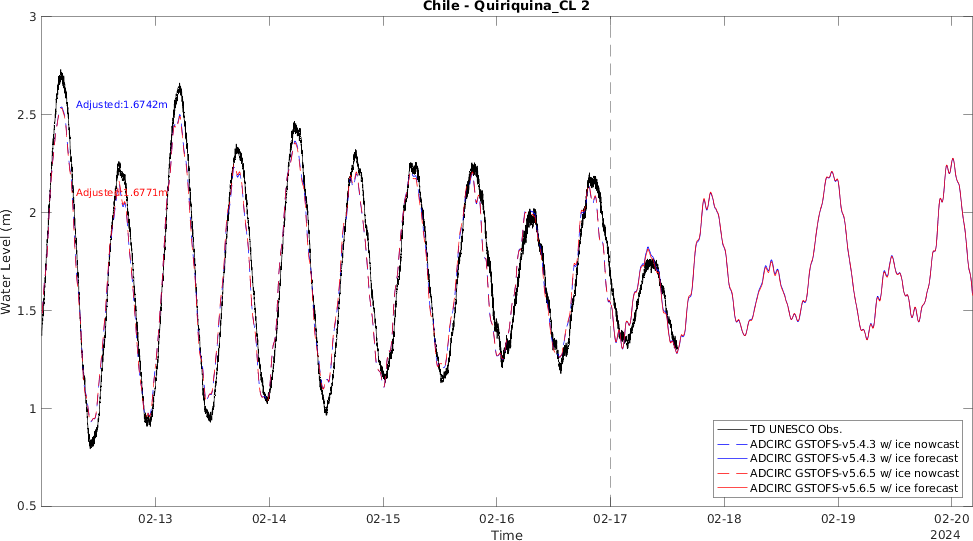 Chile - Quiriquina_CL 2
3
2.5
2
1.5
1
0.5
Water Level (m)
Adjusted:1.6742m
Adjusted:1.6771m
TD UNESCO Obs.
ADCIRC GSTOFS-v5.4.3 w/ ice nowcast
ADCIRC GSTOFS-v5.4.3 w/ ice forecast
ADCIRC GSTOFS-v5.6.5 w/ ice nowcast
ADCIRC GSTOFS-v5.6.5 w/ ice forecast
02-13 02-14 02-15 02-16 02-17 02-18 02-19 02-20
Time
2024